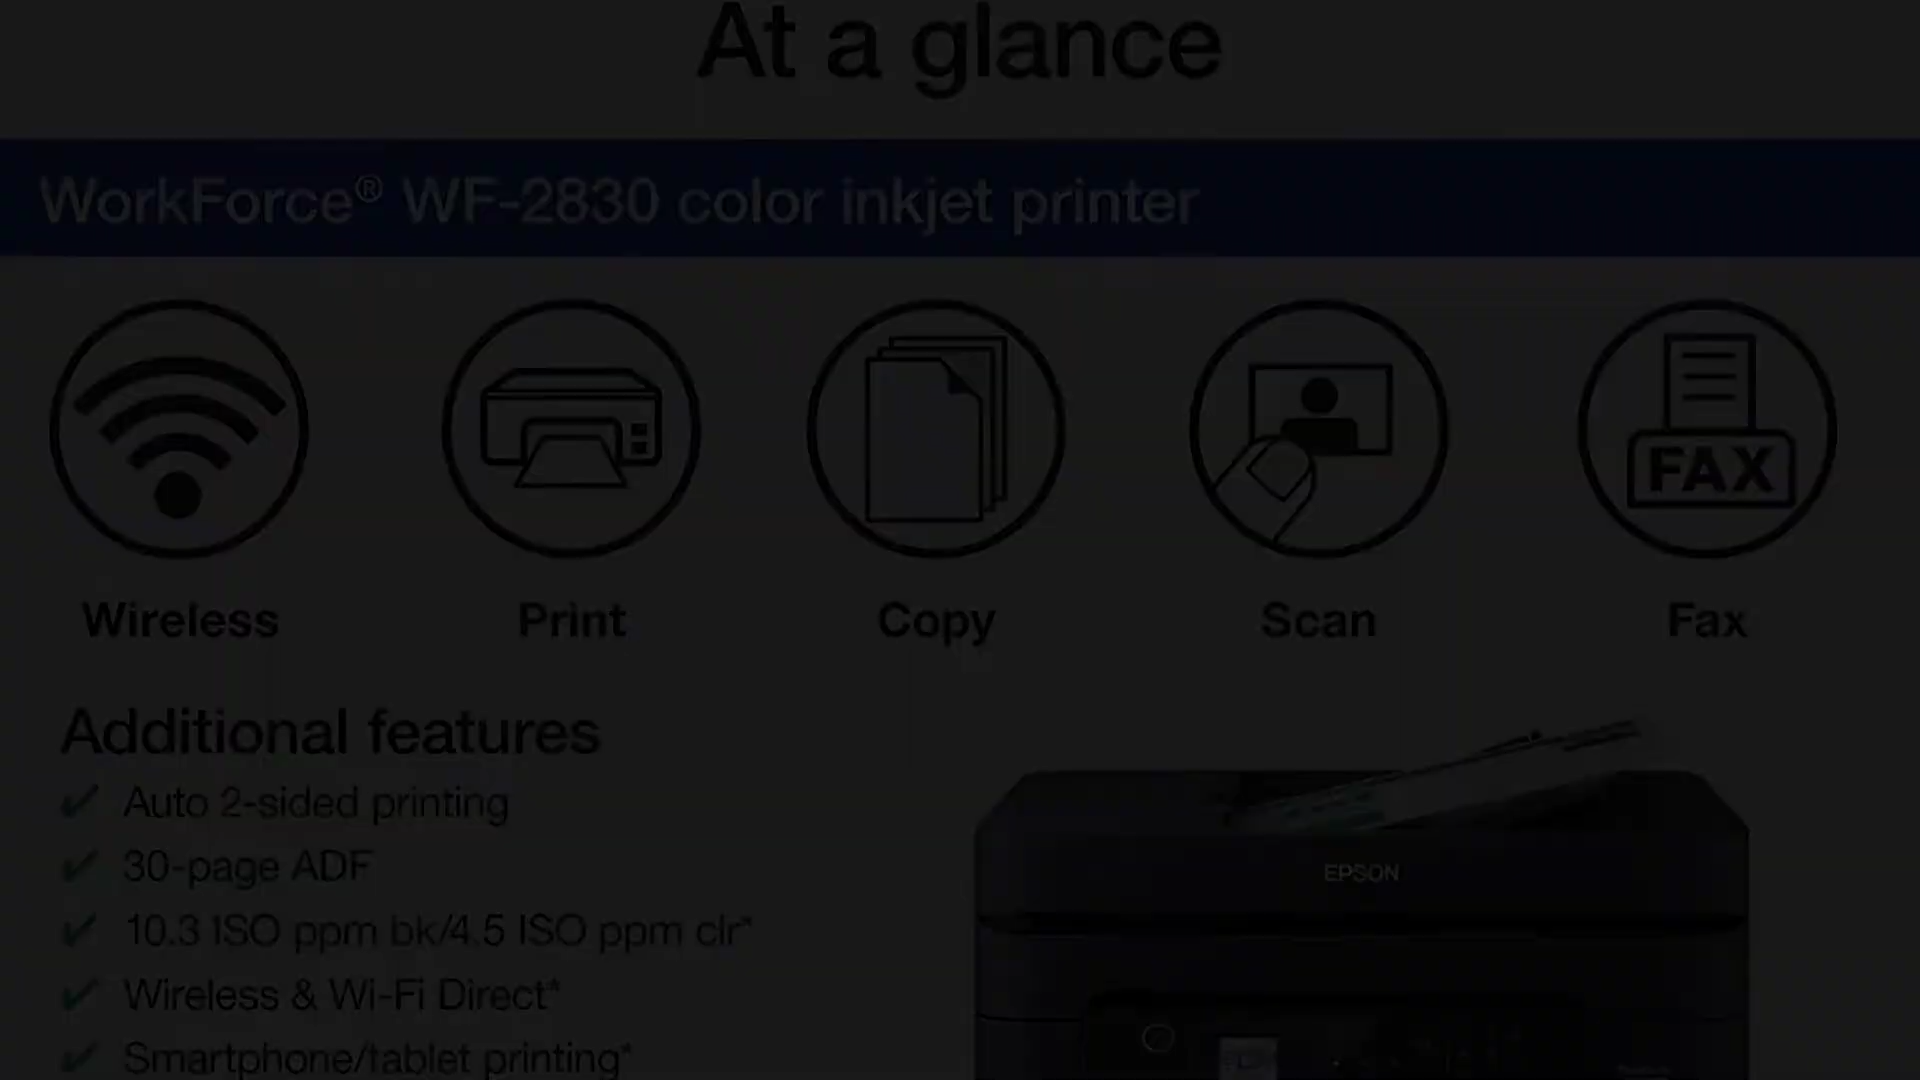 At a glance
WorkForce® WF-2830 color inkjet printer
FAX
Wireless
Print
Copy
Scan
Fax
Additional features
Auto 2-sided printing
30-page ADF
10.3 ISO ppm bk/4.5 ISO ppm clr*
Wireless & Wi-Fi Direct*
Smartphone/tablet printing*
EPSON